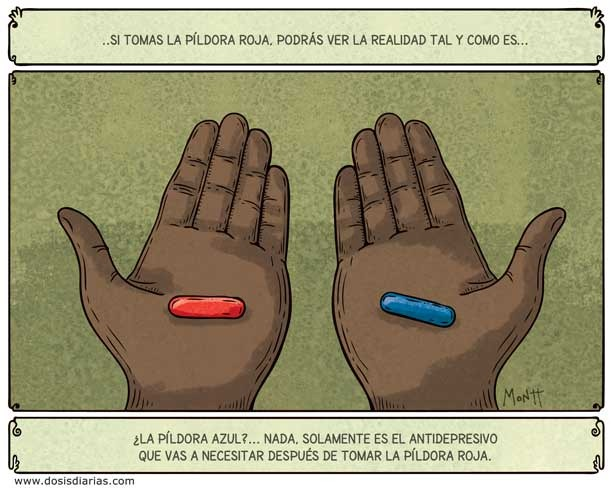 ..SI TOMAS LA PÍLDORA ROJA, PODRÁS VER LA REALIDAD TAL Y COMO ES...
MONTT
¿LA PÍLDORA AZUL?... NADA, SOLAMENTE ES EL ANTIDEPRESIVO
QUE VAS A NECESITAR DESPUÉS DE TOMAR LA PÍLDORA ROJA.
www.dosisdiarias.com